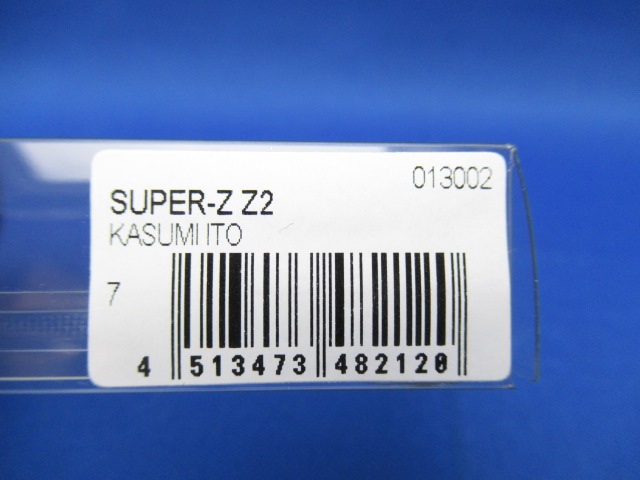 013002
SUPER-Z Z2
KASUMI ITO
7
4 513473 482120